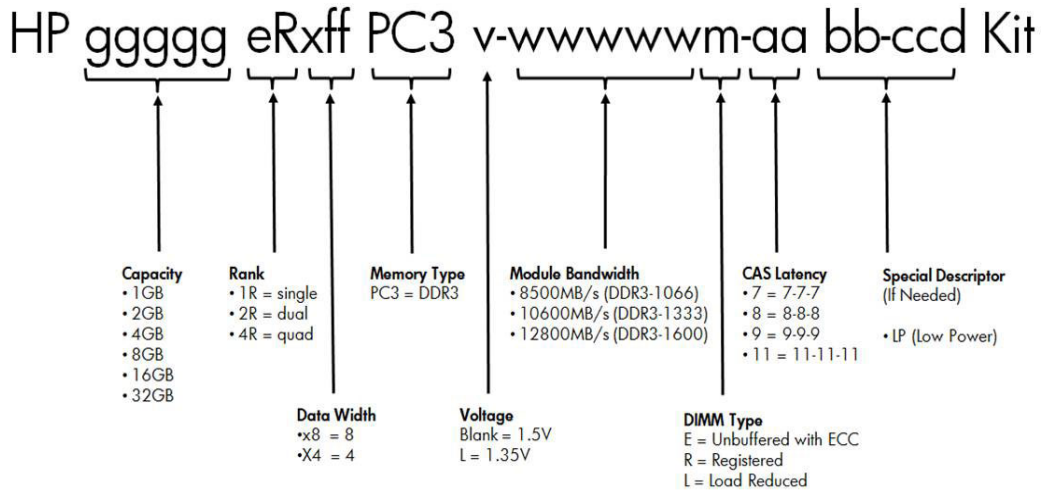 HP ggggg eRxff PC3 v-wwwwwm-aa bb-ccd Kit
Capacity
• 1GB
• 2GB
• 4GB
• 8GB
• 16GB
• 32GB
Rank
• 1R = single
• 2R = dual
• 4R = quad
Memory Type
PC3 = DDR3
Module Bandwidth
• 8500MB/s (DDR3-1066)
• 10600MB/s (DDR3-1333)
• 12800MB/s (DDR3-1600)
CAS Latency
• 7 = 7-7-7
• 8 = 8-8-8
• 9 = 9-9-9
• 11 = 11-11-11
Special Descriptor
(If Needed)
• LP (Low Power)
Data Width
•x8 = 8
•X4 = 4
Voltage
Blank = 1.5V
L = 1.35V
DIMM Type
E = Unbuffered with ECC
R = Registered
L = Load Reduced